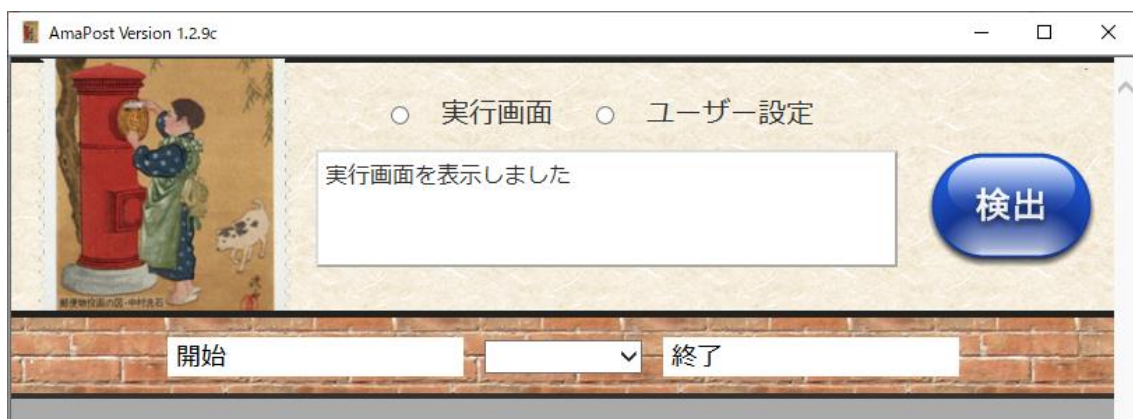 AmaPost Version 1.2.9c
実行画面
ユーザー設定
実行画面を表示しました
検出
開始
終了